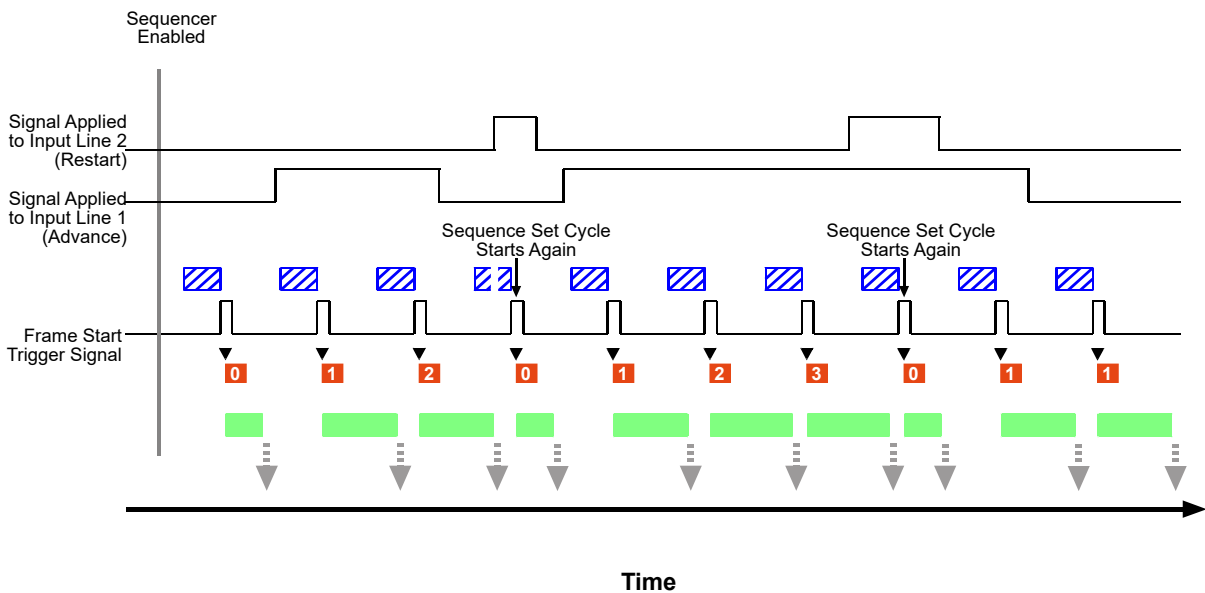 Sequencer
Enabled
Signal Applied
to Input Line 2
(Restart)
Signal Applied
to Input Line 1
(Advance)
Sequence Set Cycle
Starts Again
Sequence Set Cycle
Starts Again
Frame Start
Trigger Signal
0 1 2 0 1 2 3 0 1 1
Time